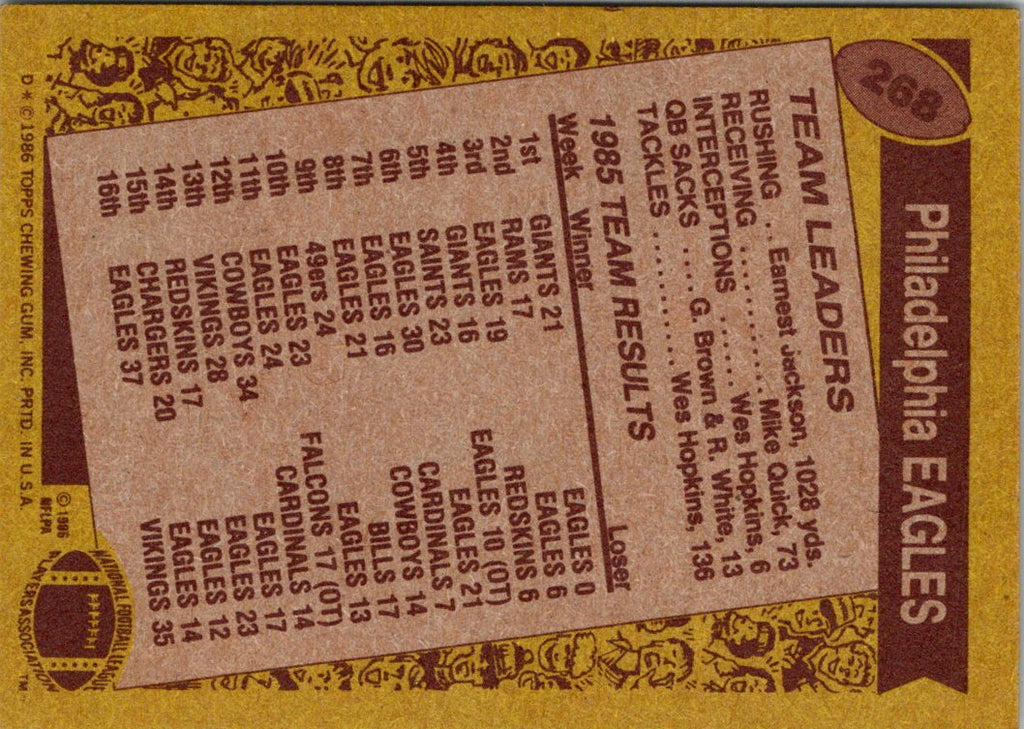 268
Philadelphia EAGLES
TEAM LEADERS
RUSHING ... Earnest Jackson, 1028 yds.
RECEIVING ........... Mike Quick, 73
INTERCEPTIONS ...... Wes Hopkins, 6
QB SACKS .... G. Brown & R. White, 13
TACKLES .............. Wes Hopkins, 136
1985 TEAM RESULTS
Week Winner Loser
1st GIANTS 21 EAGLES 0
2nd RAMS 17 EAGLES 6
3rd EAGLES 19 REDSKINS 6
4th GIANTS 16 EAGLES 10 (OT)
5th SAINTS 23 EAGLES 21
6th EAGLES 30 CARDINALS 7
7th EAGLES 16 COWBOYS 14
8th EAGLES 21 BILLS 17
9th 49ers 24 EAGLES 13
10th EAGLES 23 FALCONS 17 (OT)
11th EAGLES 24 CARDINALS 14
12th COWBOYS 34 EAGLES 17
13th VIKINGS 28 EAGLES 23
14th REDSKINS 17 EAGLES 12
15th CHARGERS 20 EAGLES 14
16th EAGLES 37 VIKINGS 35
© 1986
NFLPA
NATIONAL FOOTBALL LEAGUE
PLAYERS ASSOCIATION
D * © 1986 TOPPS CHEWING GUM, INC. PRTD. IN U.S.A. TM